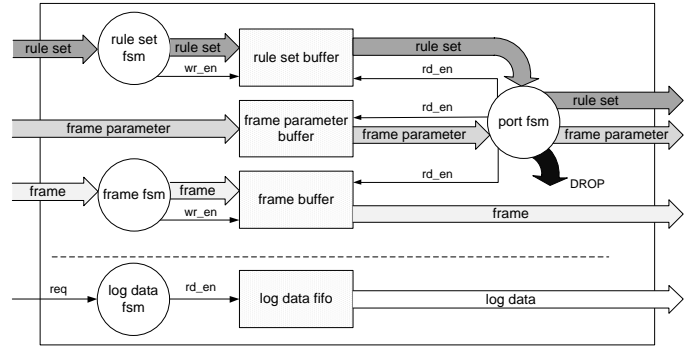 rule set
rule set
fsm
rule set
wr_en
rule set buffer
rule set
rd_en
frame parameter
frame parameter
buffer
rd_en
frame parameter
port fsm
rule set
frame parameter
DROP
frame
frame fsm
frame
wr_en
frame buffer
rd_en
frame
req
log data
fsm
rd_en
log data fifo
log data